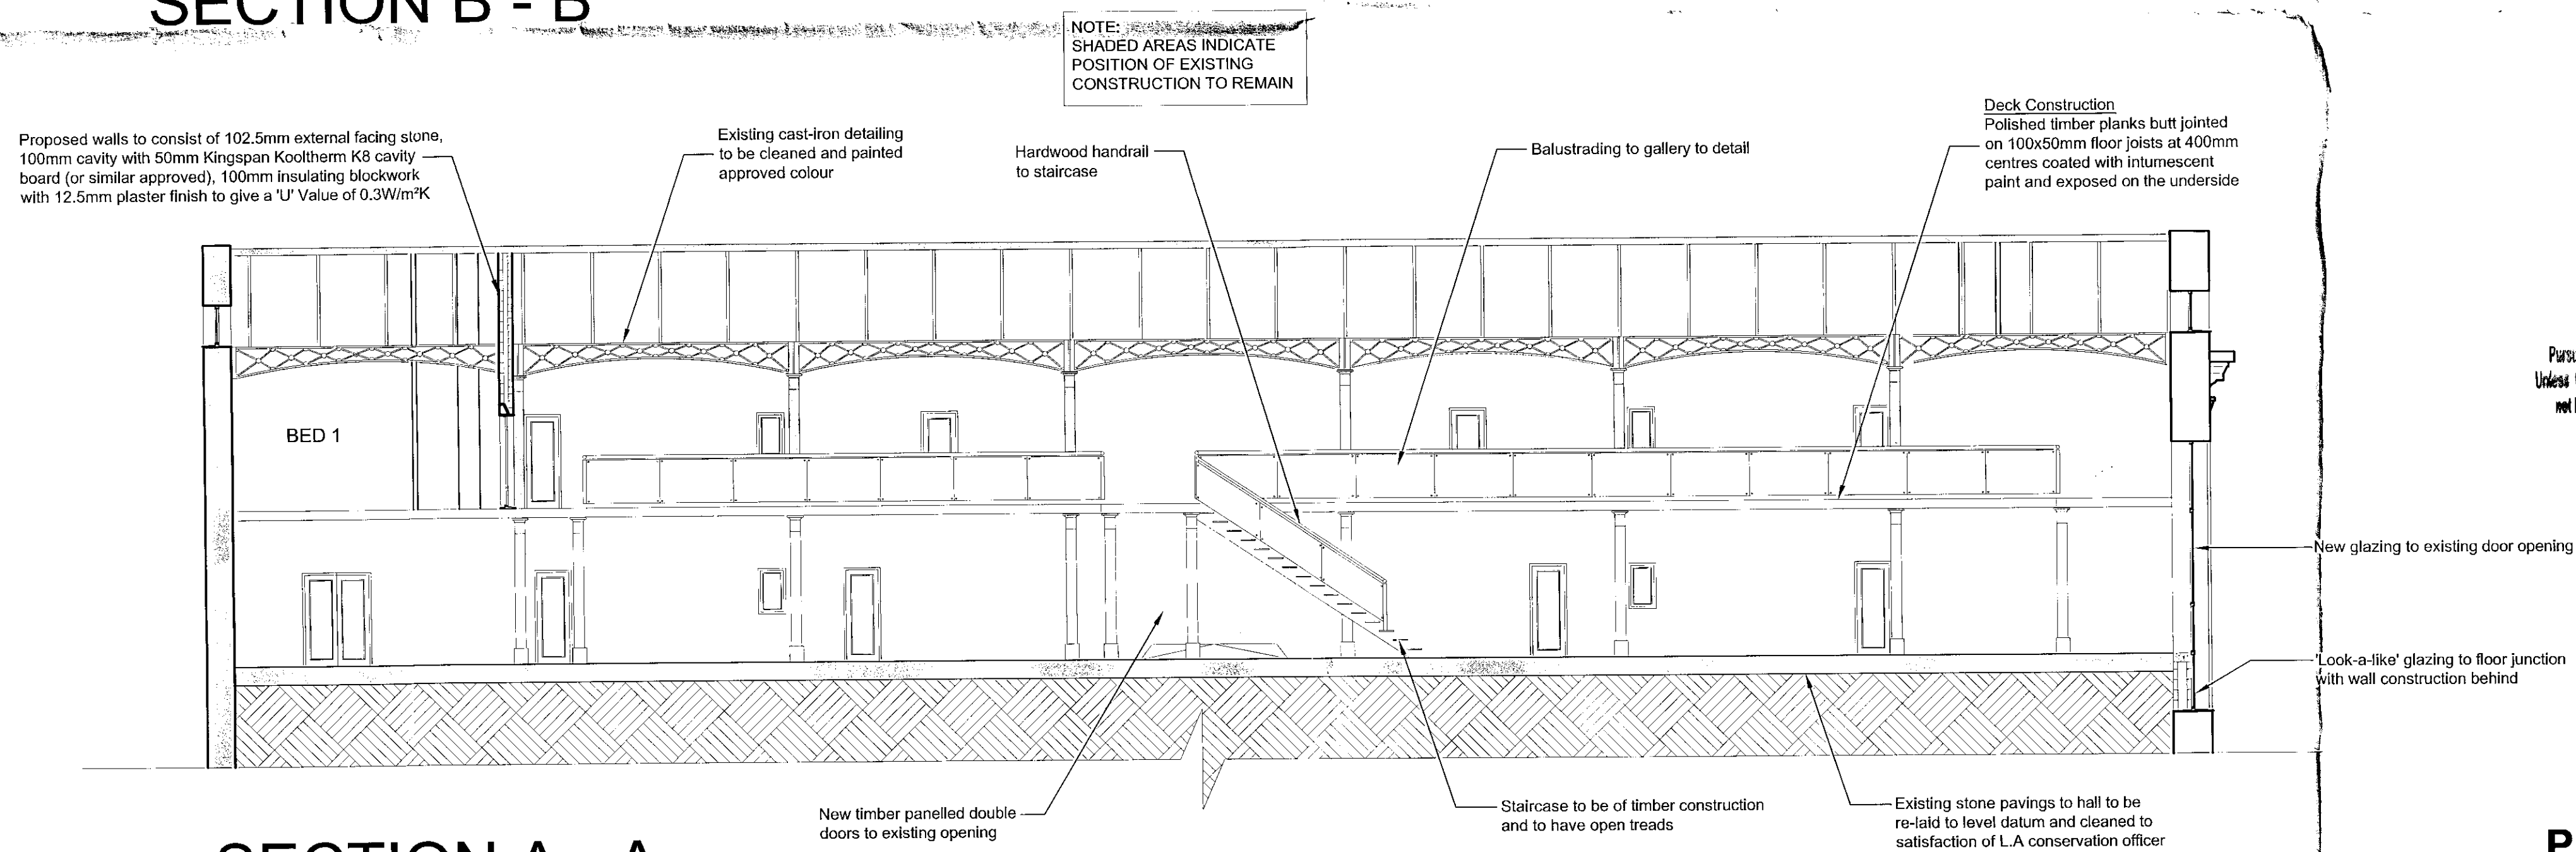 SECTION B - B
NOTE:
SHADED AREAS INDICATE
POSITION OF EXISTING
CONSTRUCTION TO REMAIN
Proposed walls to consist of 102.5mm external facing stone,
100mm cavity with 50mm Kingspan Kooltherm K8 cavity
board (or similar approved), 100mm insulating blockwork
with 12.5mm plaster finish to give a 'U' Value of 0.3W/m²K
Existing cast-iron detailing
to be cleaned and painted
approved colour
Hardwood handrail
to staircase
Balustrading to gallery to detail
Deck Construction
Polished timber planks butt jointed
on 100x50mm floor joists at 400mm
centres coated with intumescent
paint and exposed on the underside
Pursu
Unless
not
BED 1
New glazing to existing door opening
'Look-a-like' glazing to floor junction
with wall construction behind
New timber panelled double
doors to existing opening
Staircase to be of timber construction
and to have open treads
Existing stone pavings to hall to be
re-laid to level datum and cleaned to
satisfaction of L.A conservation officer
SECTION A - A
P